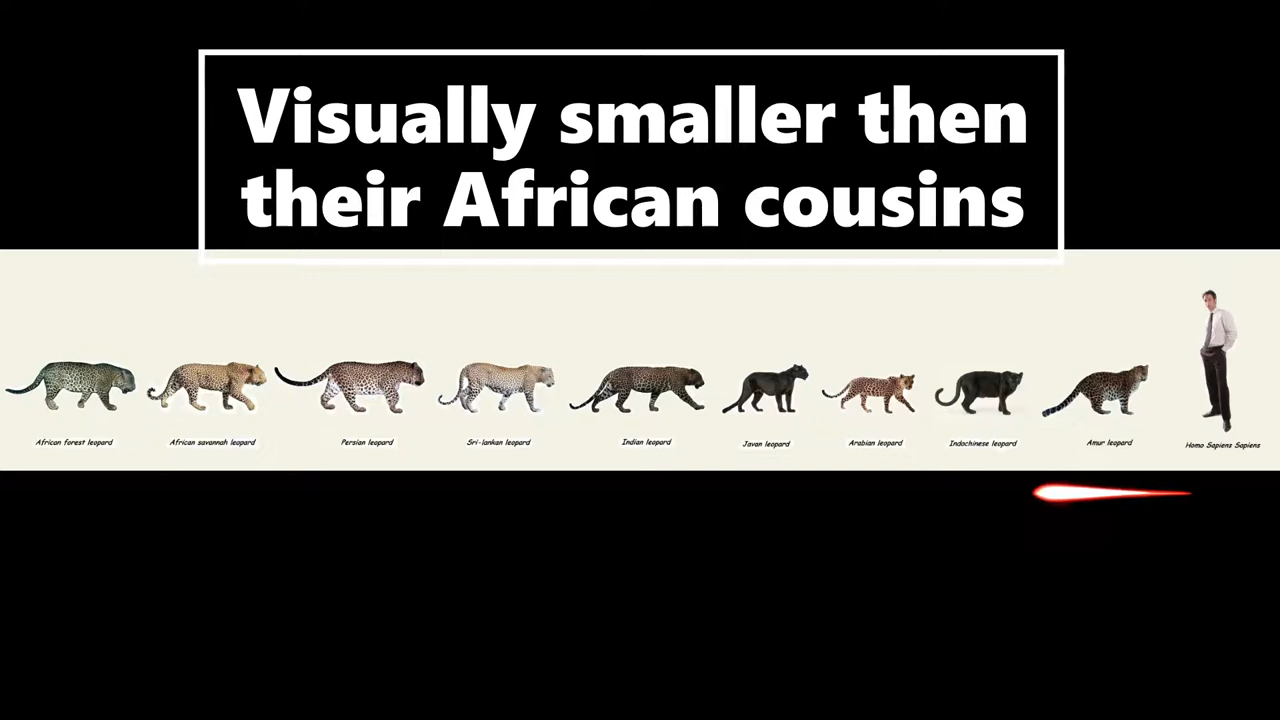 Visually smaller then
their African cousins
African forest leopard
African savannah leopard
Persian leopard
Sri-lankan leopard
Indian leopard
Javan leopard
Arabian leopard
Indochinese leopard
Amur leopard
Homo Sapiens Sapiens